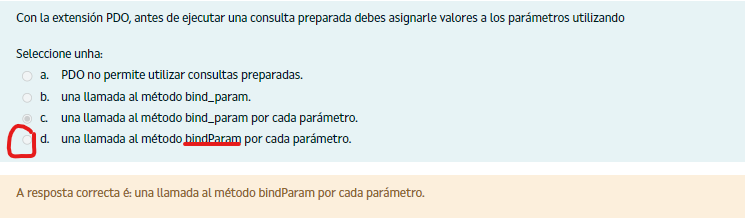 Con la extensión PDO, antes de ejecutar una consulta preparada debes asignarle valores a los parámetros utilizando
Seleccione unha:
a. PDO no permite utilizar consultas preparadas.
b. una llamada al método bind_param.
c. una llamada al método bind_param por cada parámetro.
d. una llamada al método bindParam por cada parámetro.
A resposta correcta é: una llamada al método bindParam por cada parámetro.